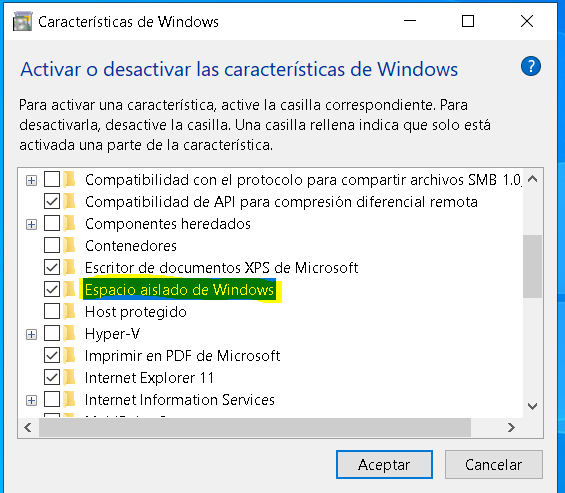 Características de Windows
Activar o desactivar las características de Windows
?
Para activar una característica, active la casilla correspondiente. Para
desactivarla, desactive la casilla. Una casilla rellena indica que solo está
activada una parte de la característica.
Compatibilidad con el protocolo para compartir archivos SMB 1.0
Compatibilidad de API para compresión diferencial remota
Componentes heredados
Contenedores
Escritor de documentos XPS de Microsoft
Espacio aislado de Windows
Host protegido
Hyper-V
Imprimir en PDF de Microsoft
Internet Explorer 11
Internet Information Services
Aceptar
Cancelar